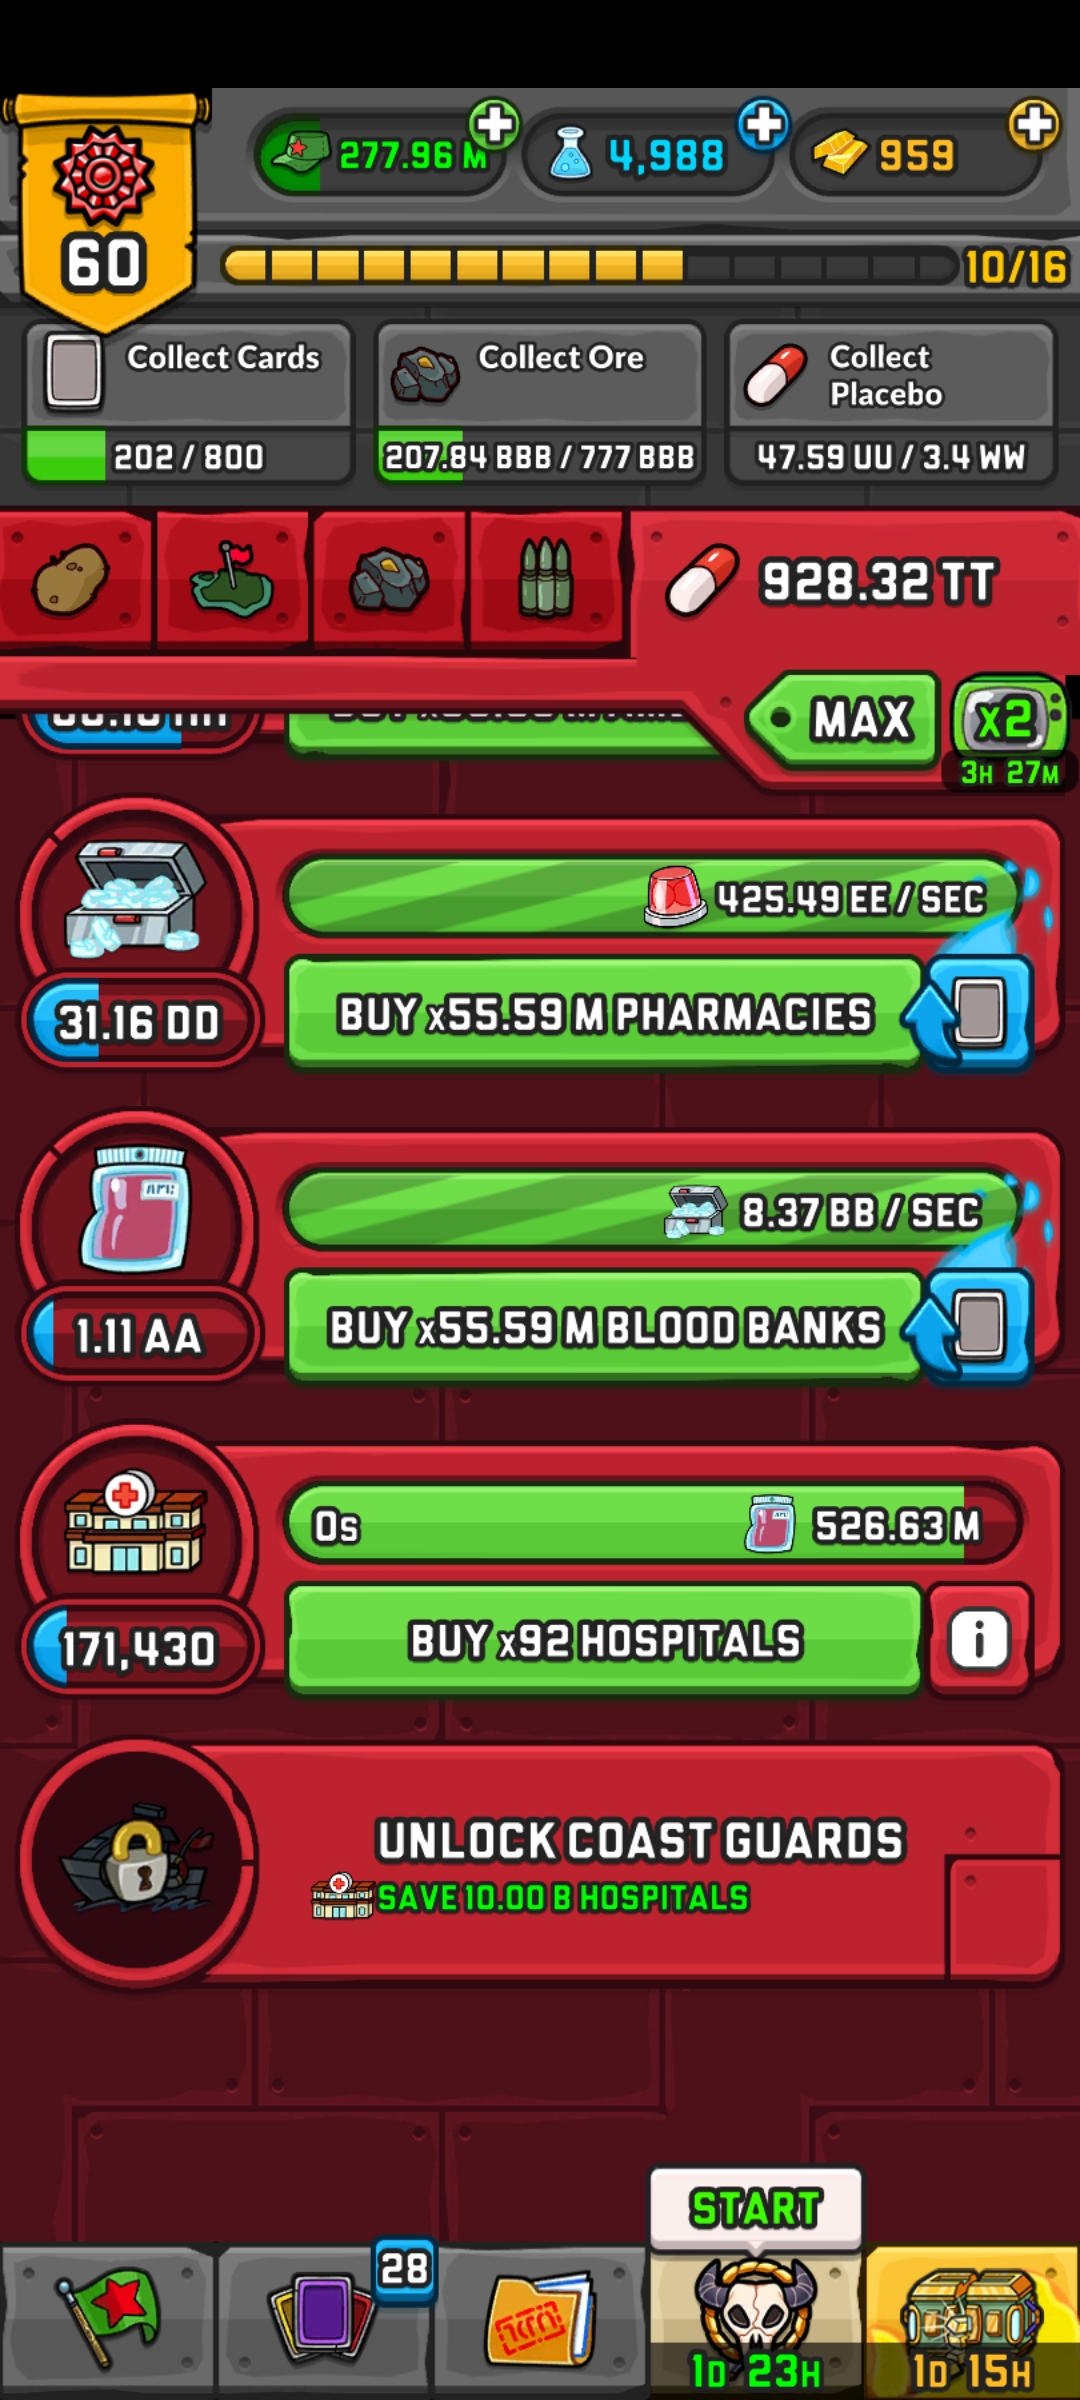 60
277.96 M
4,988
959
10/16
Collect Cards
202 / 800
Collect Ore
207.84 BBB / 777 BBB
Collect
Placebo
47.59 UU / 3.4 WW
928.32 TT
MAX
x2
3H 27M
425.49 EE / SEC
BUY x55.59 M PHARMACIES
31.16 DD
8.37 BB / SEC
BUY x55.59 M BLOOD BANKS
1.11 AA
0s
526.63 M
BUY x92 HOSPITALS
i
171,430
UNLOCK COAST GUARDS
SAVE 10.00 B HOSPITALS
START
28
1D 23H
1D 15H